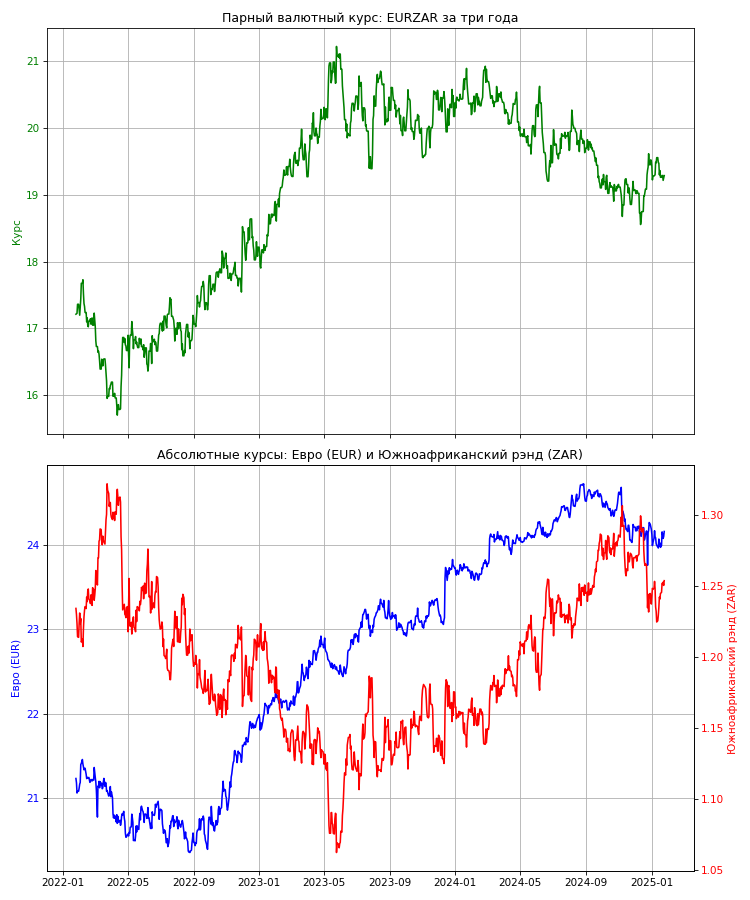 Парный валютный курс: EURZAR за три года
21
20
19
18
17
16
Курс
Абсолютные курсы: Евро (EUR) и Южноафриканский рэнд (ZAR)
24
23
22
21
Евро (EUR)
1.30
1.25
1.20
1.15
1.10
1.05
Южноафриканский рэнд (ZAR)
2022-01 2022-05 2022-09 2023-01 2023-05 2023-09 2024-01 2024-05 2024-09 2025-01